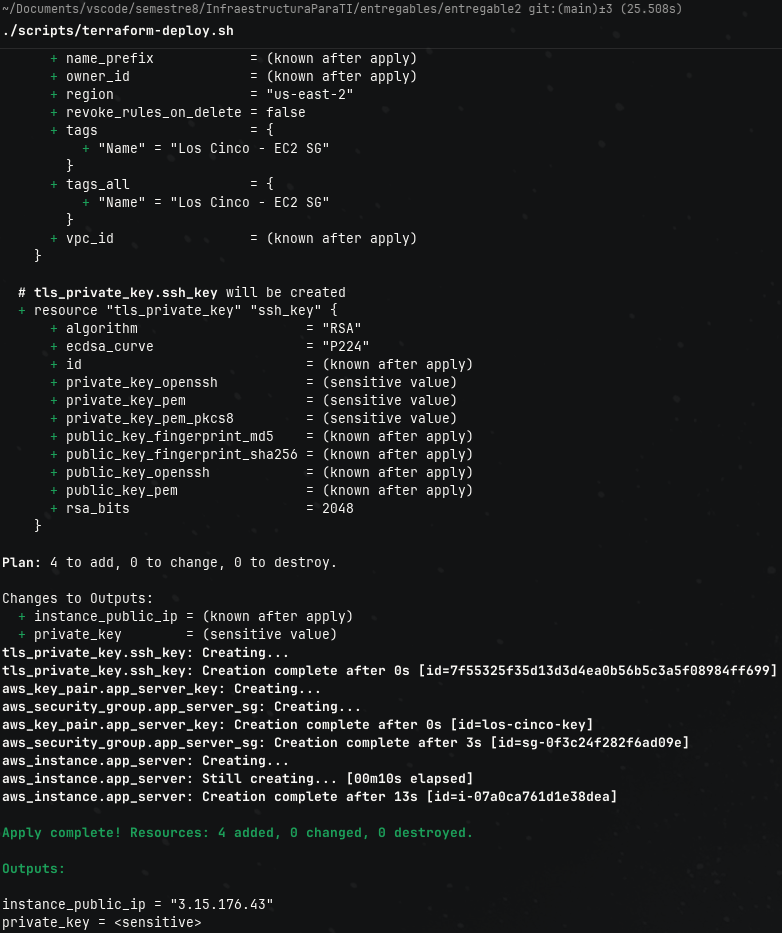 ~/Documents/vscode/semestre8/InfraestructuraParaTI/entregables/entregable2 git:(main)±3 (25.508s)
./scripts/terraform-deploy.sh
      + name_prefix            = (known after apply)
      + owner_id               = (known after apply)
      + region                 = "us-east-2"
      + revoke_rules_on_delete = false
      + tags                   = {
          + "Name" = "Los Cinco - EC2 SG"
        }
      + tags_all               = {
          + "Name" = "Los Cinco - EC2 SG"
        }
      + vpc_id                 = (known after apply)
    }

  # tls_private_key.ssh_key will be created
  + resource "tls_private_key" "ssh_key" {
      + algorithm                     = "RSA"
      + ecdsa_curve                   = "P224"
      + id                            = (known after apply)
      + private_key_openssh           = (sensitive value)
      + private_key_pem               = (sensitive value)
      + private_key_pem_pkcs8         = (sensitive value)
      + public_key_fingerprint_md5    = (known after apply)
      + public_key_fingerprint_sha256 = (known after apply)
      + public_key_openssh            = (known after apply)
      + public_key_pem                = (known after apply)
      + rsa_bits                      = 2048
    }

Plan: 4 to add, 0 to change, 0 to destroy.

Changes to Outputs:
  + instance_public_ip = (known after apply)
  + private_key        = (sensitive value)
tls_private_key.ssh_key: Creating...
tls_private_key.ssh_key: Creation complete after 0s [id=7f55325f35d13d3d4ea0b56b5c3a5f08984ff699]
aws_key_pair.app_server_key: Creating...
aws_security_group.app_server_sg: Creating...
aws_key_pair.app_server_key: Creation complete after 0s [id=los-cinco-key]
aws_security_group.app_server_sg: Creation complete after 3s [id=sg-0f3c24f282f6ad09e]
aws_instance.app_server: Creating...
aws_instance.app_server: Still creating... [00m10s elapsed]
aws_instance.app_server: Creation complete after 13s [id=i-07a0ca761d1e38dea]

Apply complete! Resources: 4 added, 0 changed, 0 destroyed.

Outputs:

instance_public_ip = "3.15.176.43"
private_key = <sensitive>